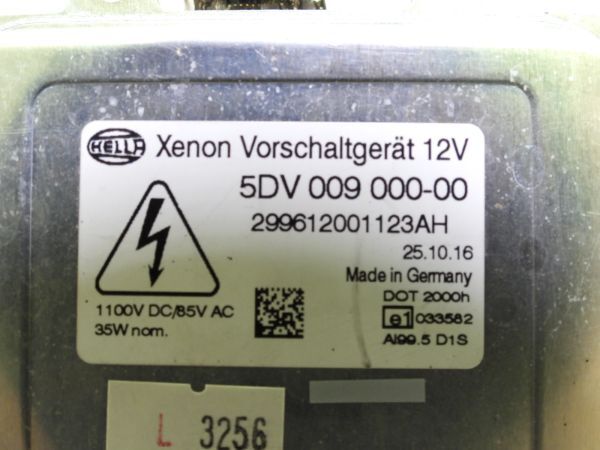 HELLA Xenon Vorschaltgerät 12V
5DV 009 000-00
299612001123AH
25.10.16
Made in Germany
1100V DC/85V AC
DOT 2000h
35W nom.
e1 033582
Al99.5 D1S
L 3256